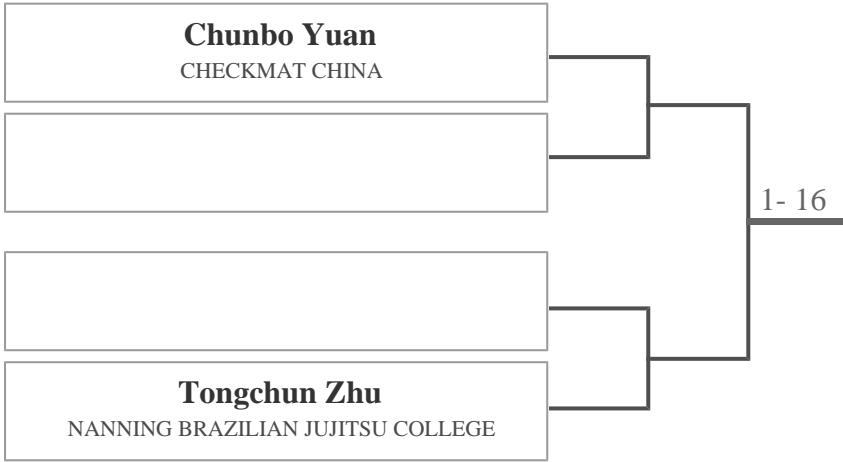 Chunbo Yuan
CHECKMAT CHINA
1- 16
Tongchun Zhu
NANNING BRAZILIAN JUJITSU COLLEGE